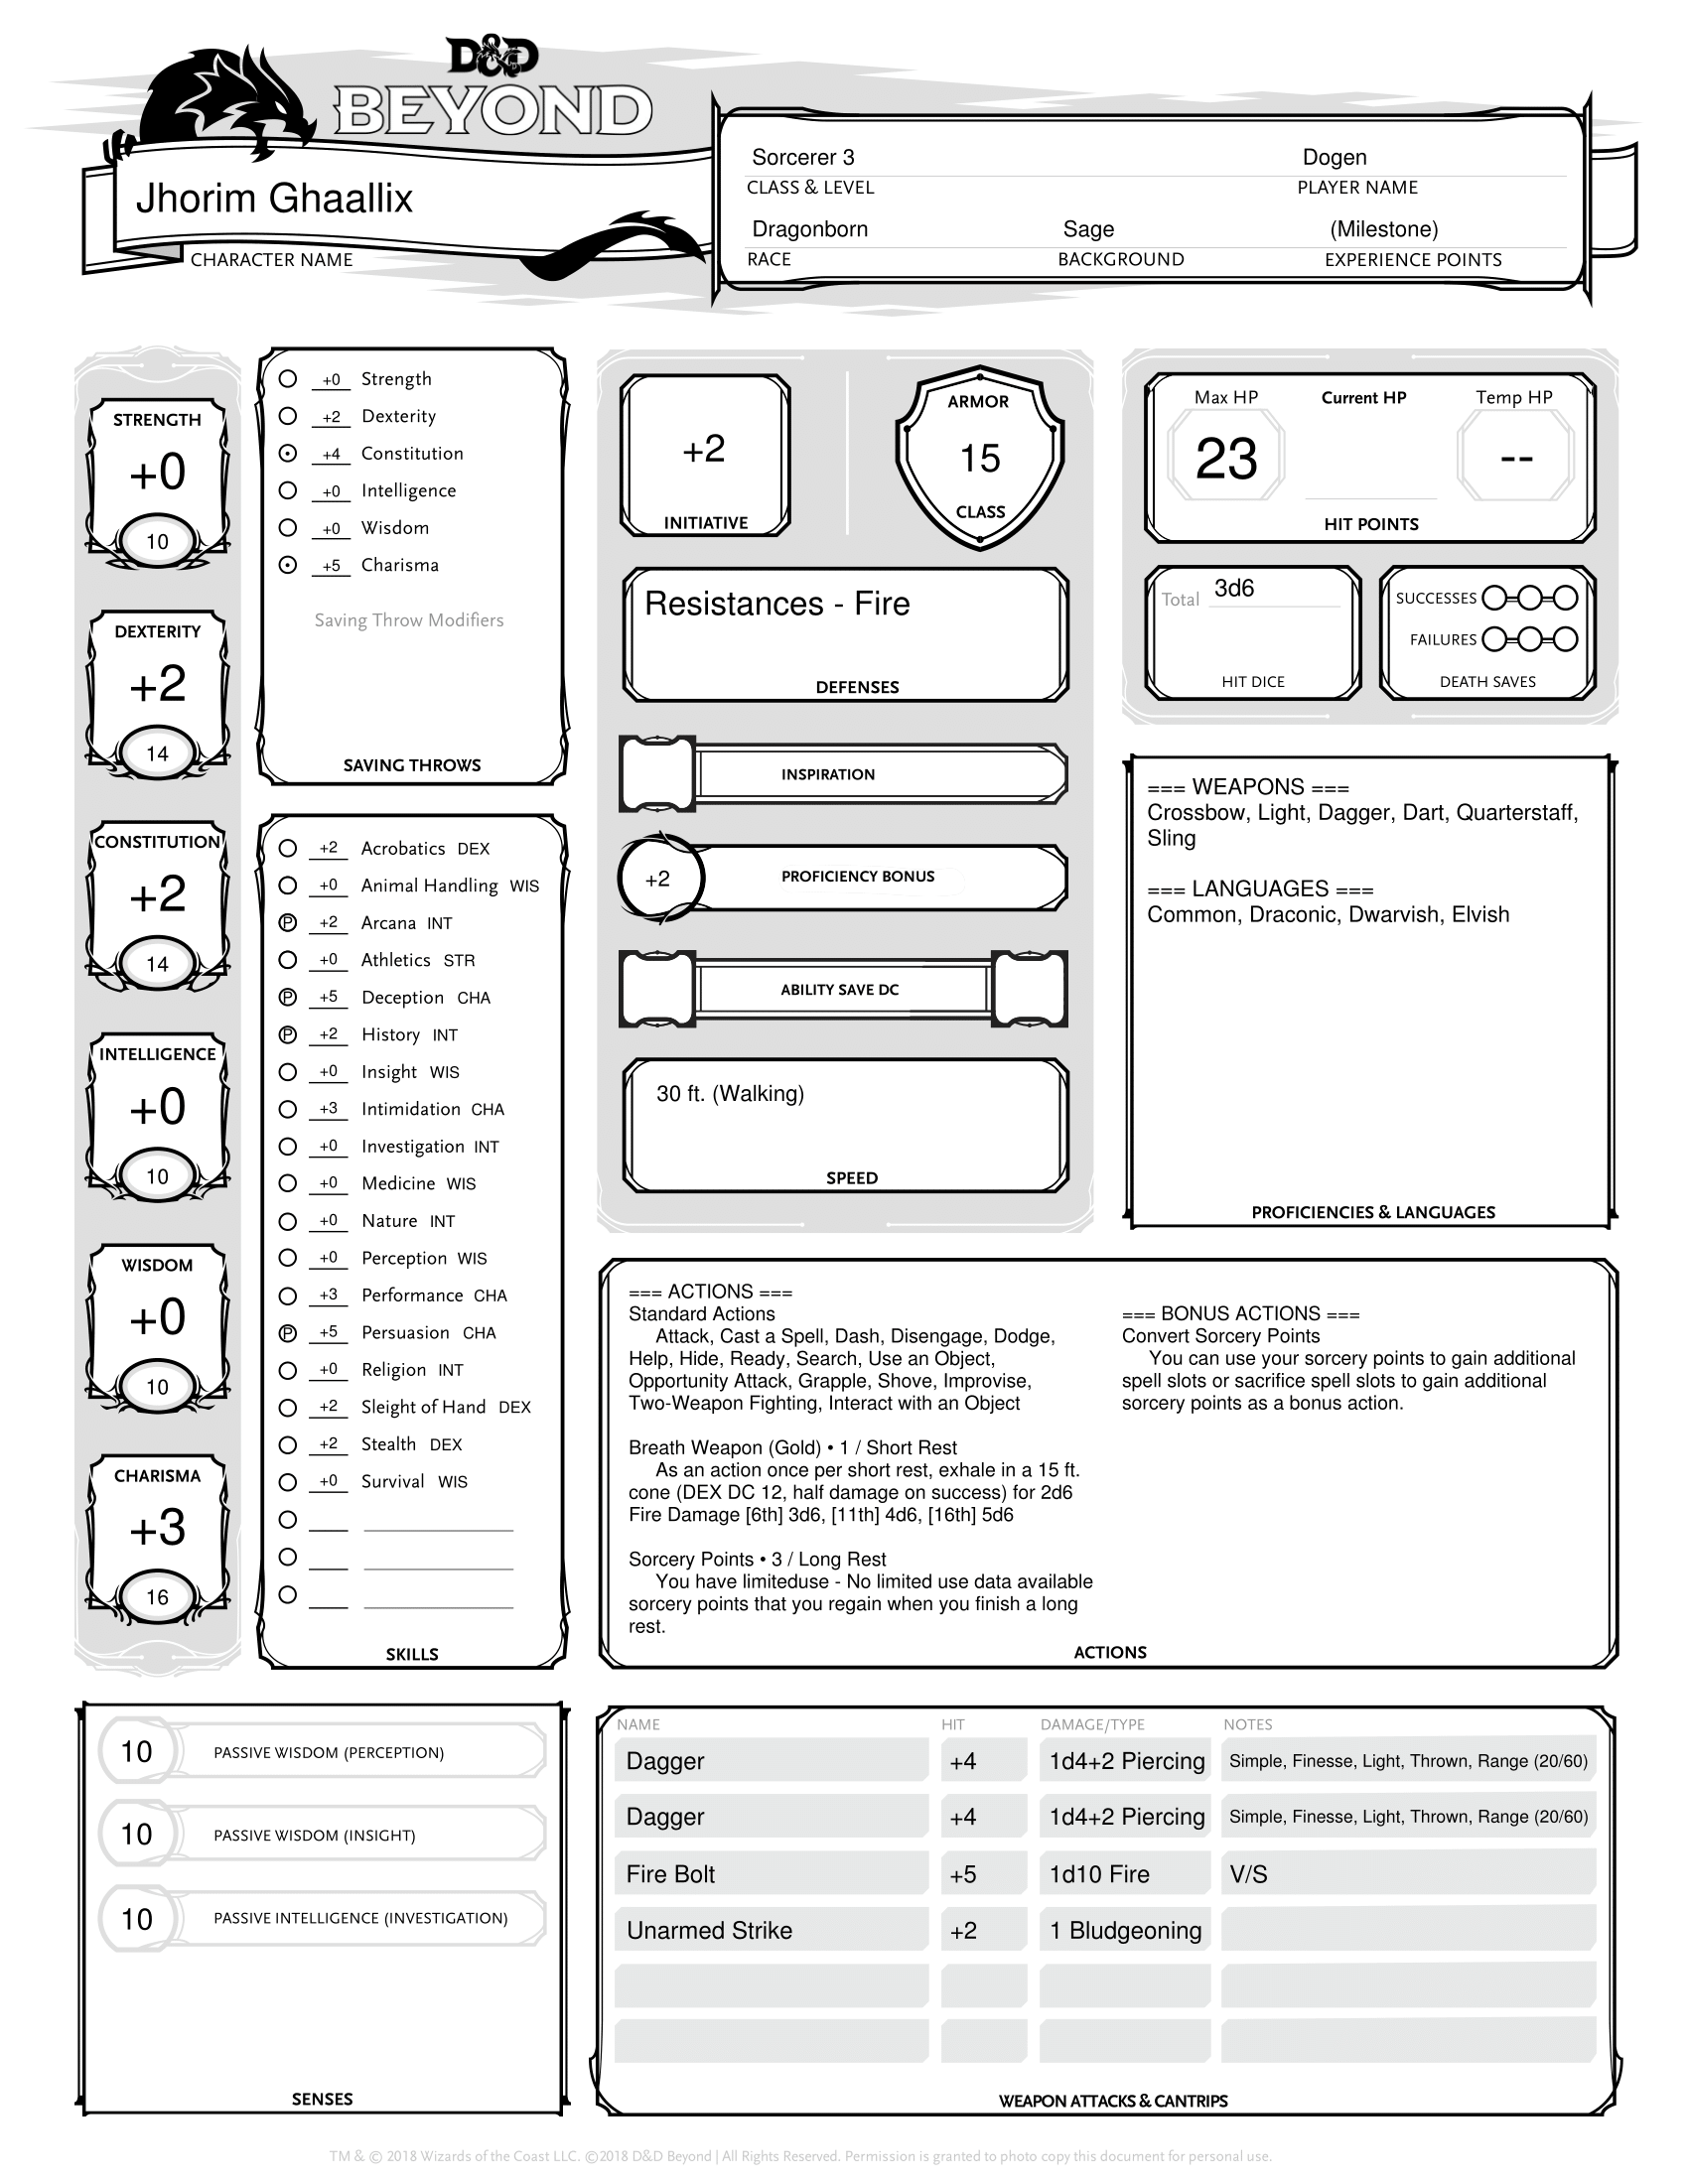 D&D
BEYOND
Jhorim Ghaallix
CHARACTER NAME
Sorcerer 3
Dogen
CLASS & LEVEL
PLAYER NAME
Dragonborn
Sage
(Milestone)
RACE
BACKGROUND
EXPERIENCE POINTS
STRENGTH
+0
10
DEXTERITY
+2
14
CONSTITUTION
+2
14
INTELLIGENCE
+0
10
WISDOM
+0
10
CHARISMA
+3
16
+0 Strength
+2 Dexterity
+4 Constitution
+0 Intelligence
+0 Wisdom
+5 Charisma
Saving Throw Modifiers
SAVING THROWS
+2 Acrobatics DEX
+0 Animal Handling WIS
P +2 Arcana INT
+0 Athletics STR
P +5 Deception CHA
P +2 History INT
+0 Insight WIS
+3 Intimidation CHA
+0 Investigation INT
+0 Medicine WIS
+0 Nature INT
+0 Perception WIS
+3 Performance CHA
P +5 Persuasion CHA
+0 Religion INT
+2 Sleight of Hand DEX
+2 Stealth DEX
+0 Survival WIS
SKILLS
+2
INITIATIVE
ARMOR
15
CLASS
Resistances - Fire
DEFENSES
INSPIRATION
+2 PROFICIENCY BONUS
ABILITY SAVE DC
30 ft. (Walking)
SPEED
Max HP
Current HP
Temp HP
23
--
HIT POINTS
Total 3d6
HIT DICE
SUCCESSES
FAILURES
DEATH SAVES
=== WEAPONS ===
Crossbow, Light, Dagger, Dart, Quarterstaff,
Sling
=== LANGUAGES ===
Common, Draconic, Dwarvish, Elvish
PROFICIENCIES & LANGUAGES
=== ACTIONS ===
Standard Actions
Attack, Cast a Spell, Dash, Disengage, Dodge,
Help, Hide, Ready, Search, Use an Object,
Opportunity Attack, Grapple, Shove, Improvise,
Two-Weapon Fighting, Interact with an Object
Breath Weapon (Gold) • 1 / Short Rest
As an action once per short rest, exhale in a 15 ft.
cone (DEX DC 12, half damage on success) for 2d6
Fire Damage [6th] 3d6, [11th] 4d6, [16th] 5d6
Sorcery Points • 3 / Long Rest
You have limiteduse - No limited use data available
sorcery points that you regain when you finish a long
rest.
=== BONUS ACTIONS ===
Convert Sorcery Points
You can use your sorcery points to gain additional
spell slots or sacrifice spell slots to gain additional
sorcery points as a bonus action.
ACTIONS
10 PASSIVE WISDOM (PERCEPTION)
10 PASSIVE WISDOM (INSIGHT)
10 PASSIVE INTELLIGENCE (INVESTIGATION)
SENSES
NAME HIT DAMAGE/TYPE NOTES
Dagger +4 1d4+2 Piercing Simple, Finesse, Light, Thrown, Range (20/60)
Dagger +4 1d4+2 Piercing Simple, Finesse, Light, Thrown, Range (20/60)
Fire Bolt +5 1d10 Fire V/S
Unarmed Strike +2 1 Bludgeoning
WEAPON ATTACKS & CANTRIPS
TM & © 2018 Wizards of the Coast LLC. ©2018 D&D Beyond | All Rights Reserved. Permission is granted to photo copy this document for personal use.